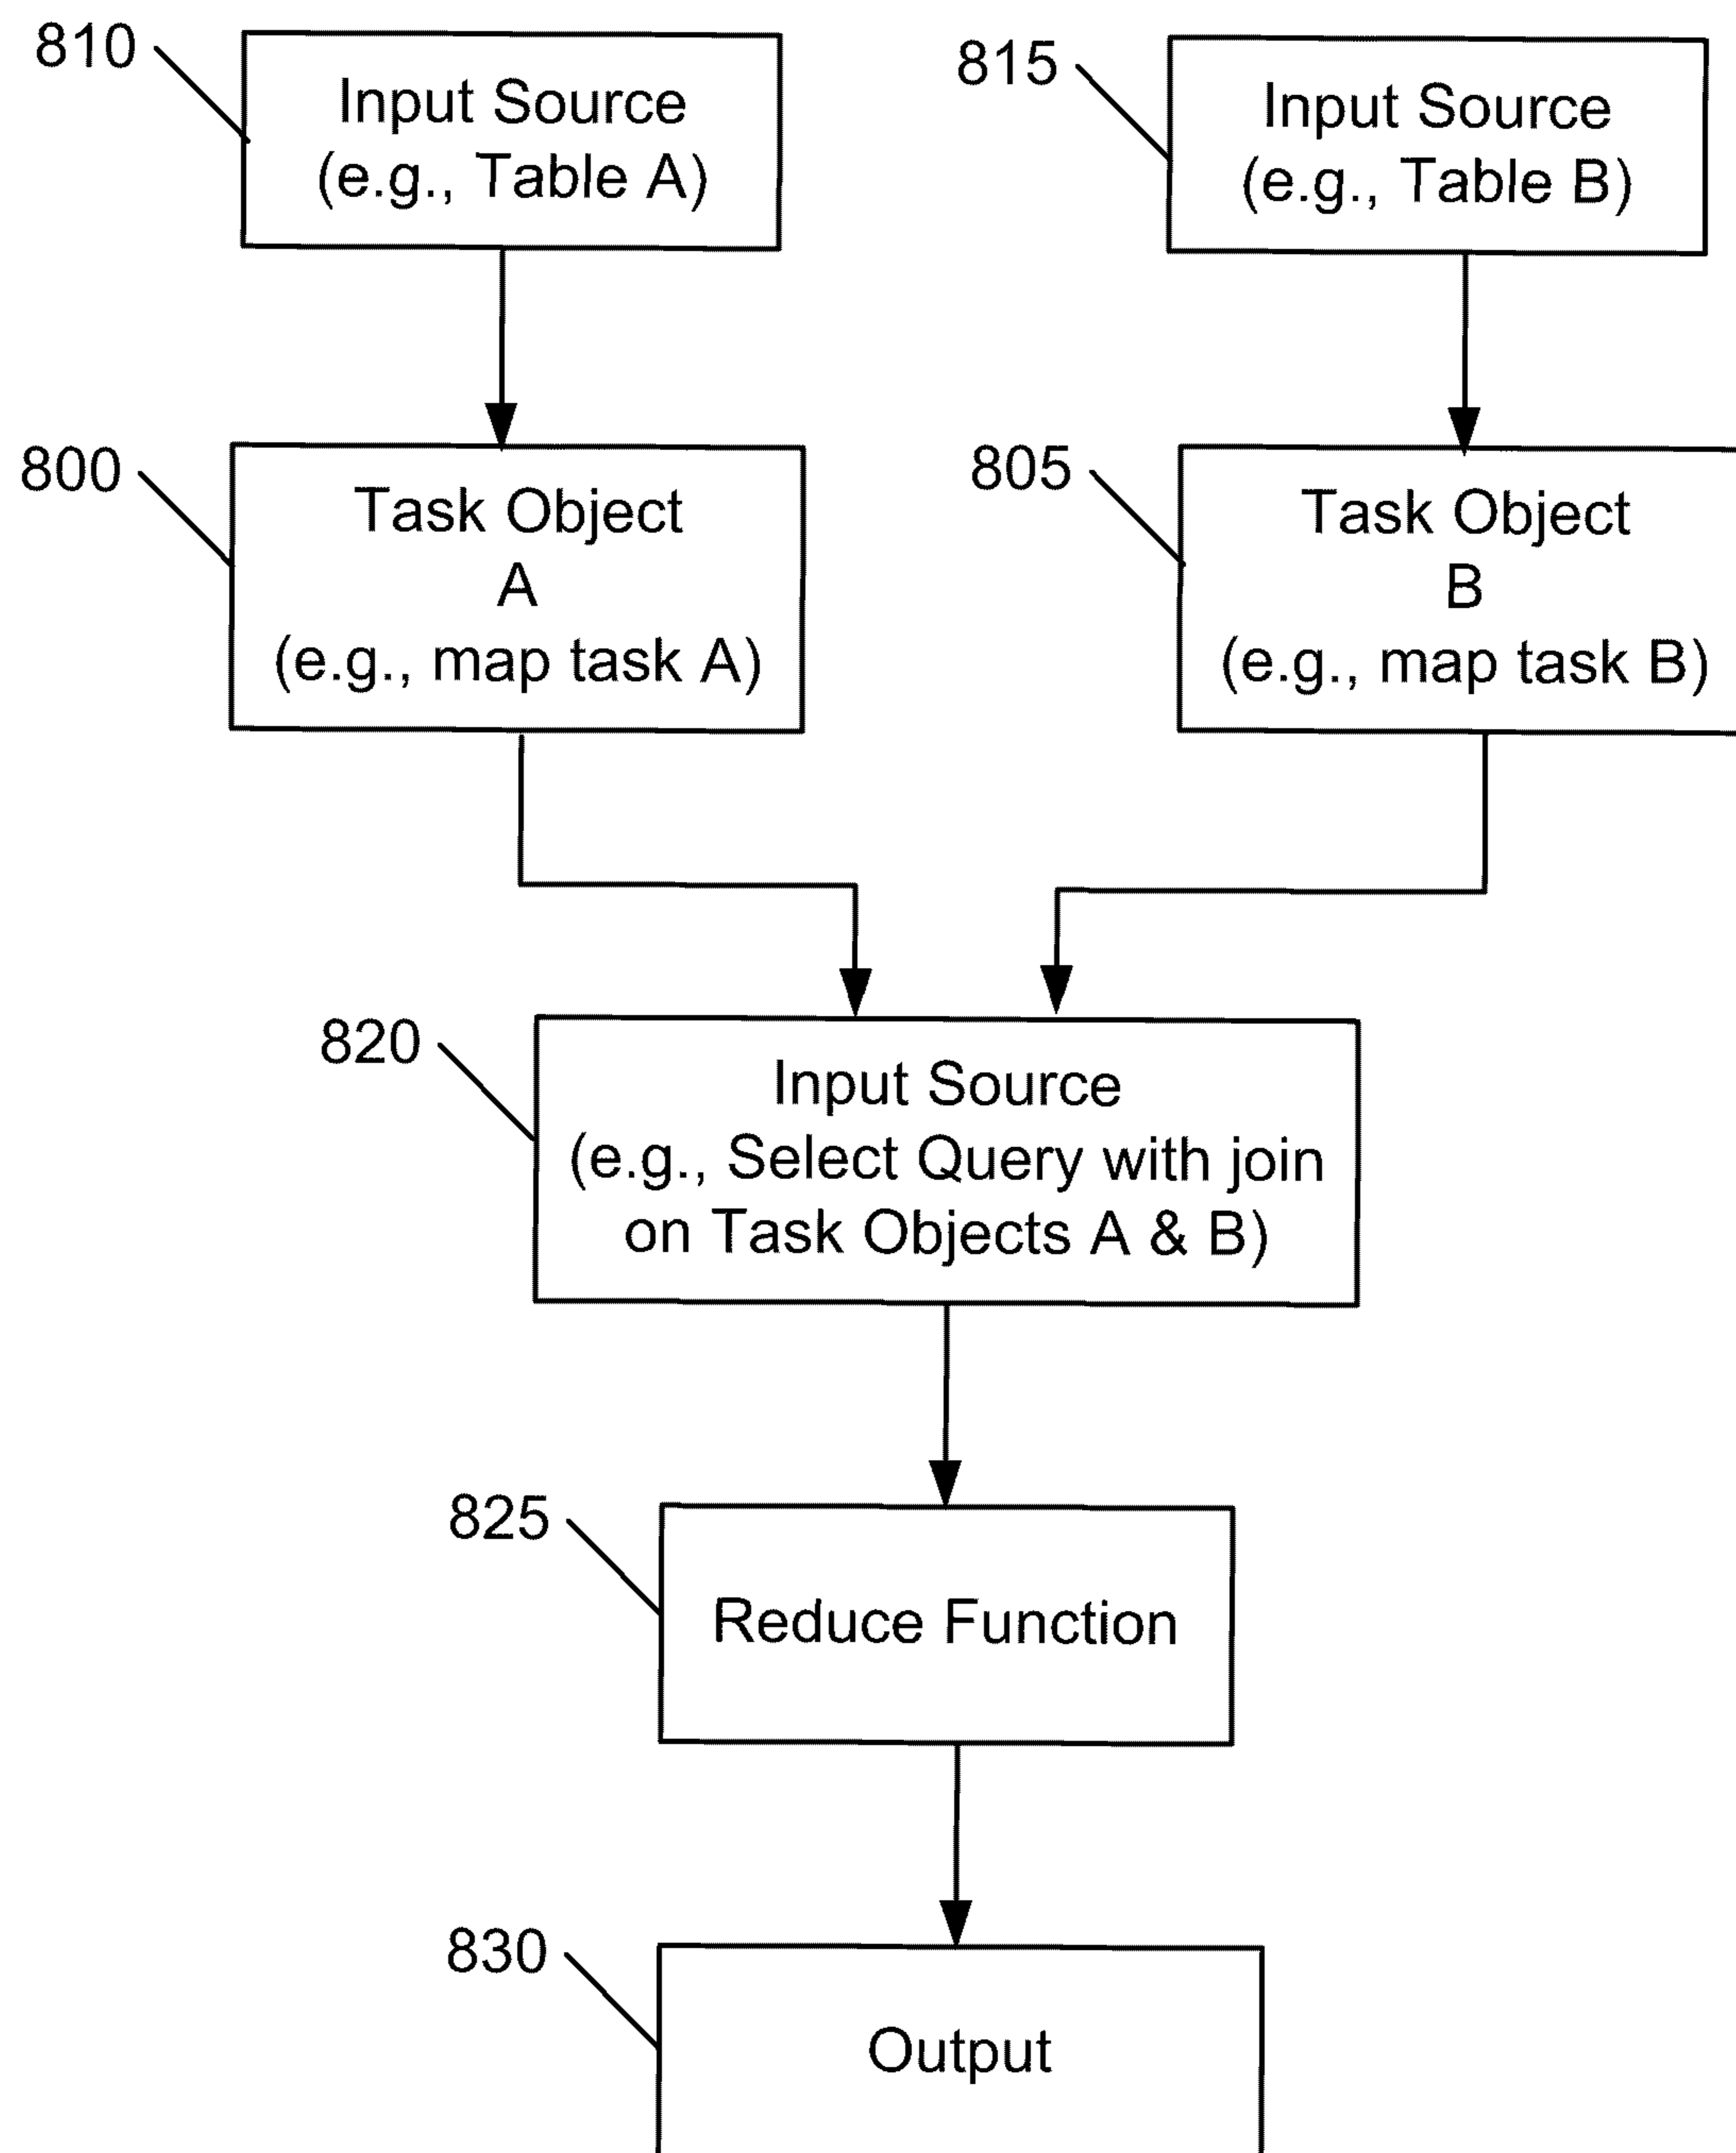 810
Input Source
(e.g., Table A)
815
Input Source
(e.g., Table B)
800
Task Object
A
(e.g., map task A)
805
Task Object
B
(e.g., map task B)
820
Input Source
(e.g., Select Query with join
on Task Objects A & B)
825
Reduce Function
830
Output